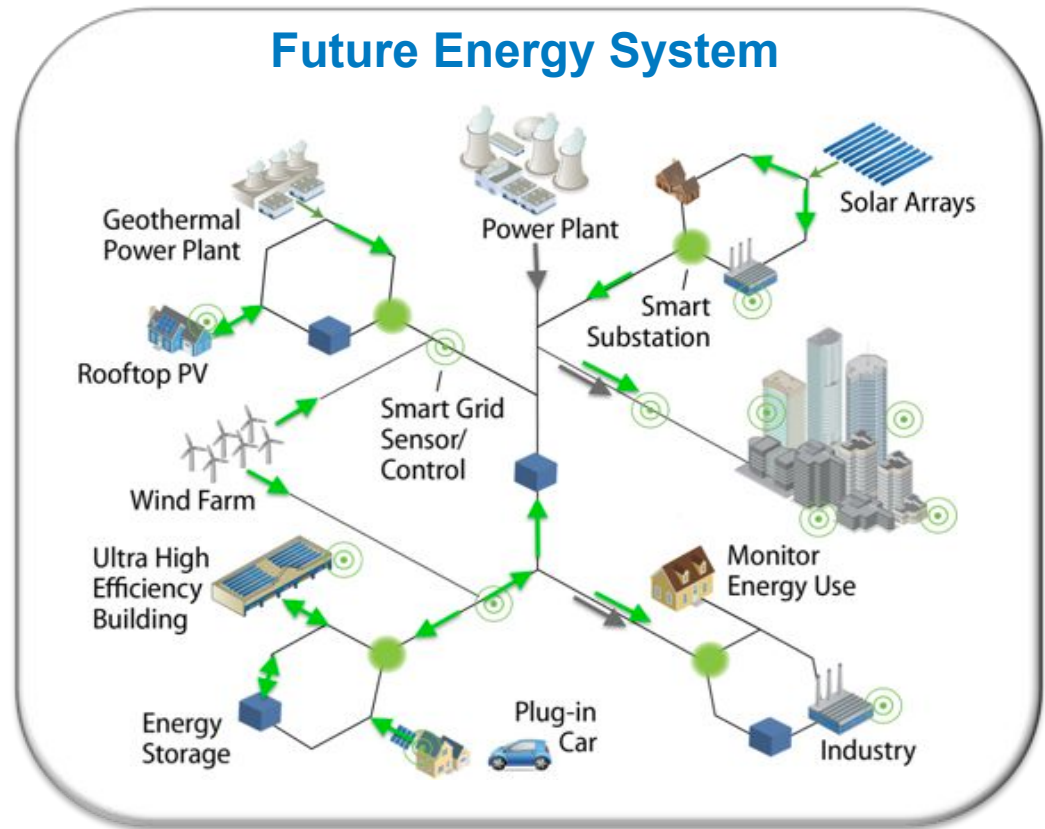 Future Energy System
Geothermal
Power Plant
Power Plant
Solar Arrays
Smart
Substation
Rooftop PV
Smart Grid
Sensor/
Control
Wind Farm
Ultra High
Efficiency
Building
Monitor
Energy Use
Energy
Storage
Plug-in
Car
Industry